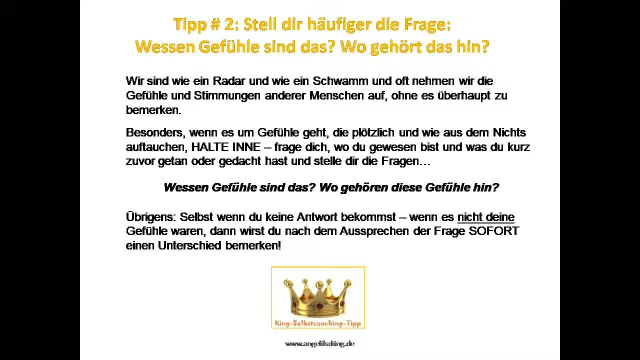 Tipp # 2: Stell dir häufiger die Frage:
Wessen Gefühle sind das? Wo gehört das hin?
Wir sind wie ein Radar und wie ein Schwamm und oft nehmen wir die
Gefühle und Stimmungen anderer Menschen auf, ohne es überhaupt zu
bemerken.
Besonders, wenn es um Gefühle geht, die plötzlich und wie aus dem Nichts
auftauchen, HALTE INNE – frage dich, wo du gewesen bist und was du kurz
zuvor getan oder gedacht hast und stelle dir die Fragen…
Wessen Gefühle sind das? Wo gehören diese Gefühle hin?
Übrigens: Selbst wenn du keine Antwort bekommst – wenn es nicht deine
Gefühle waren, dann wirst du nach dem Aussprechen der Frage SOFORT
einen Unterschied bemerken!
King-Selbstcoaching-Tipp
www.angelikaking.de